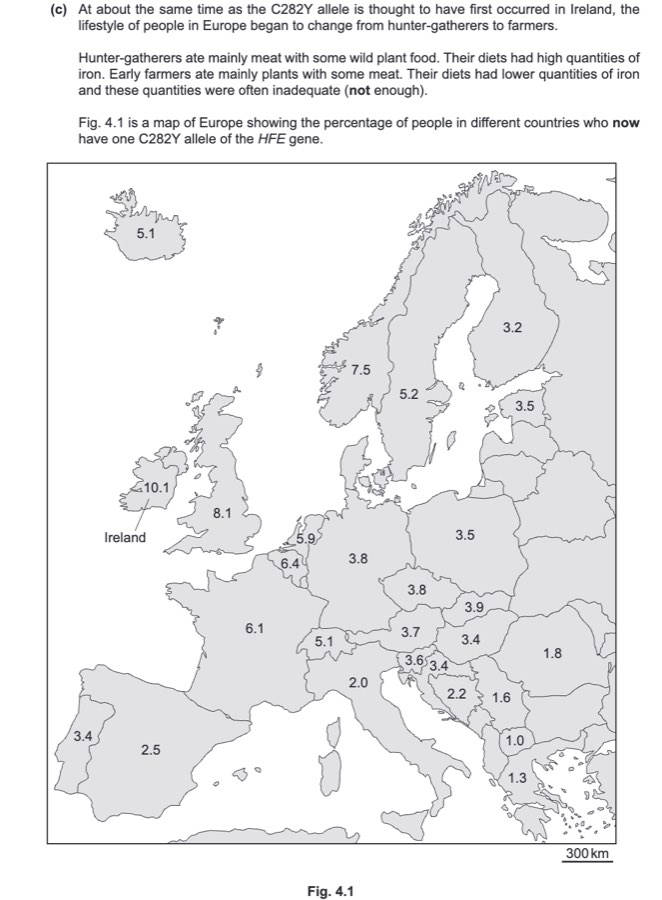 (c) At about the same time as the C282Y allele is thought to have first occurred in Ireland, the
lifestyle of people in Europe began to change from hunter-gatherers to farmers.
Hunter-gatherers ate mainly meat with some wild plant food. Their diets had high quantities of
iron. Early farmers ate mainly plants with some meat. Their diets had lower quantities of iron
and these quantities were often inadequate (not enough).
Fig. 4.1 is a map of Europe showing the percentage of people in different countries who now
have one C282Y allele of the HFE gene.
5.1
3.2
7.5
5.2
3.5
10.1
8.1
Ireland
5.9
3.5
6.4
3.8
3.8
3.9
6.1
3.7
5.1
3.4
1.8
3.6
3.4
2.0
2.2
1.6
3.4
2.5
1.0
1.3
300 km
Fig. 4.1